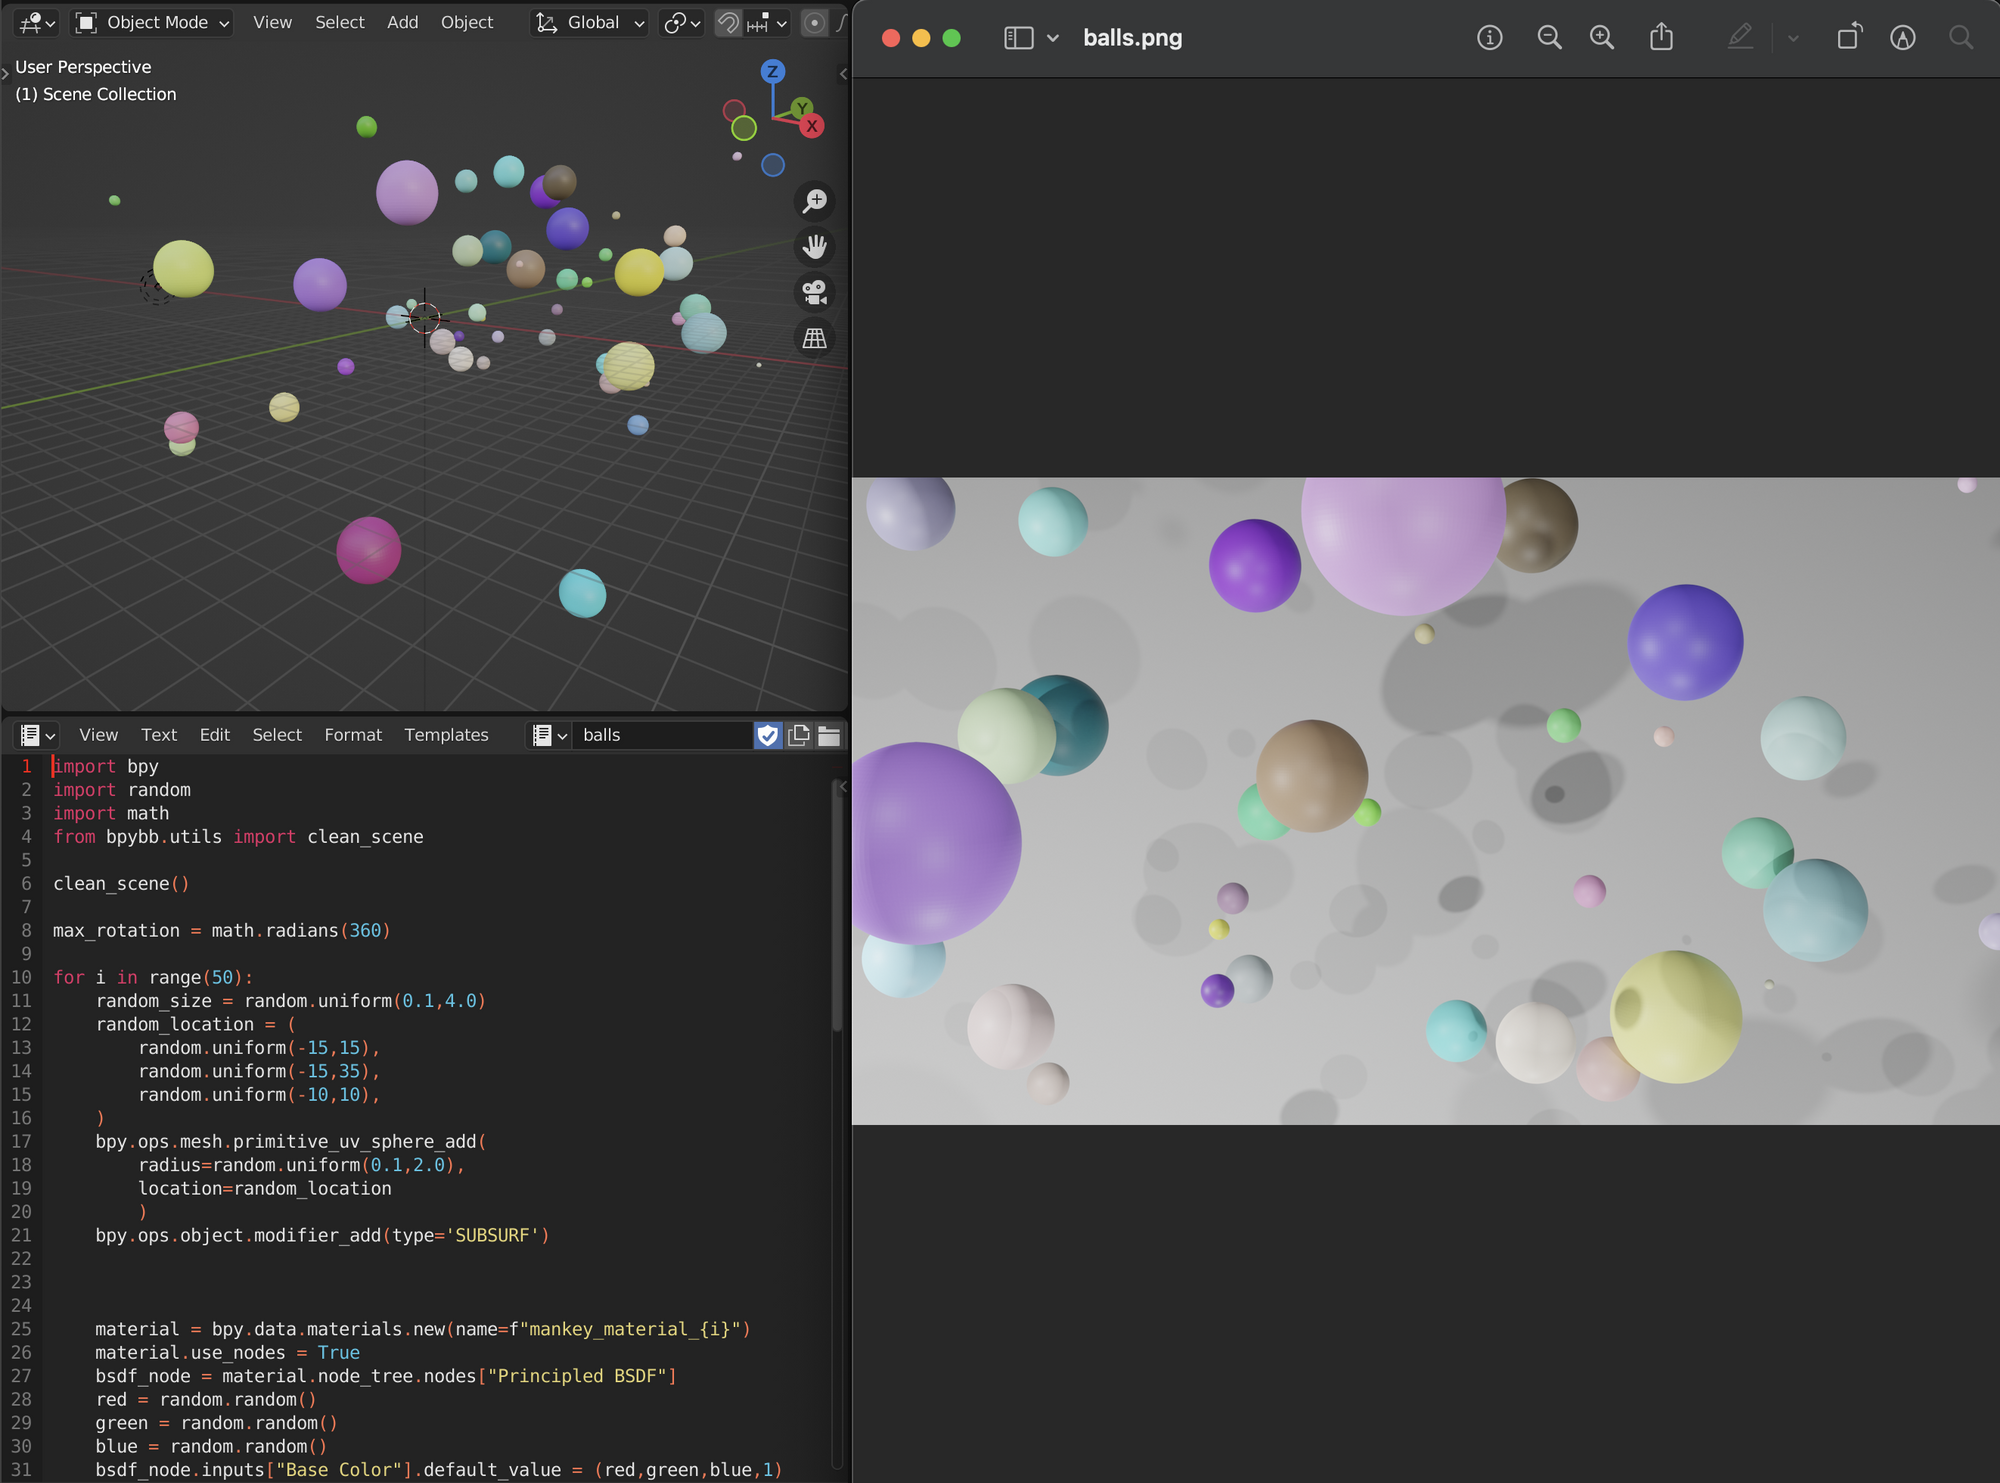 Object Mode View Select Add Object Global
User Perspective
(1) Scene Collection
Z
Y
X
balls.png
View Text Edit Select Format Templates balls
1 import bpy
2 import random
3 import math
4 from bpybb.utils import clean_scene
5
6 clean_scene()
7
8 max_rotation = math.radians(360)
9
10 for i in range(50):
11     random_size = random.uniform(0.1,4.0)
12     random_location = (
13         random.uniform(-15,15),
14         random.uniform(-15,35),
15         random.uniform(-10,10),
16     )
17     bpy.ops.mesh.primitive_uv_sphere_add(
18         radius=random.uniform(0.1,2.0),
19         location=random_location
20         )
21     bpy.ops.object.modifier_add(type='SUBSURF')
22
23
24
25     material = bpy.data.materials.new(name=f"mankey_material_{i}")
26     material.use_nodes = True
27     bsdf_node = material.node_tree.nodes["Principled BSDF"]
28     red = random.random()
29     green = random.random()
30     blue = random.random()
31     bsdf_node.inputs["Base Color"].default_value = (red,green,blue,1)